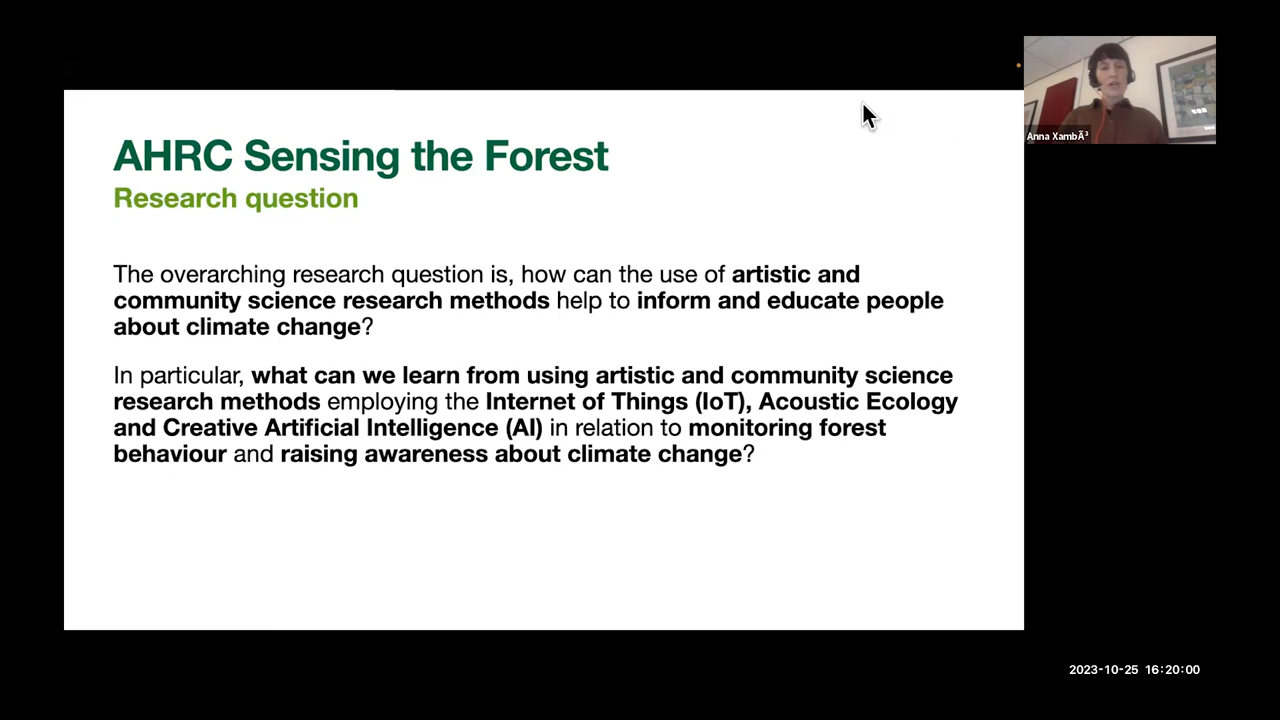 AHRC Sensing the Forest
Research question
The overarching research question is, how can the use of artistic and
community science research methods help to inform and educate people
about climate change?
In particular, what can we learn from using artistic and community science
research methods employing the Internet of Things (IoT), Acoustic Ecology
and Creative Artificial Intelligence (AI) in relation to monitoring forest
behaviour and raising awareness about climate change?
Anna XambÃ³
2023-10-25 16:20:00